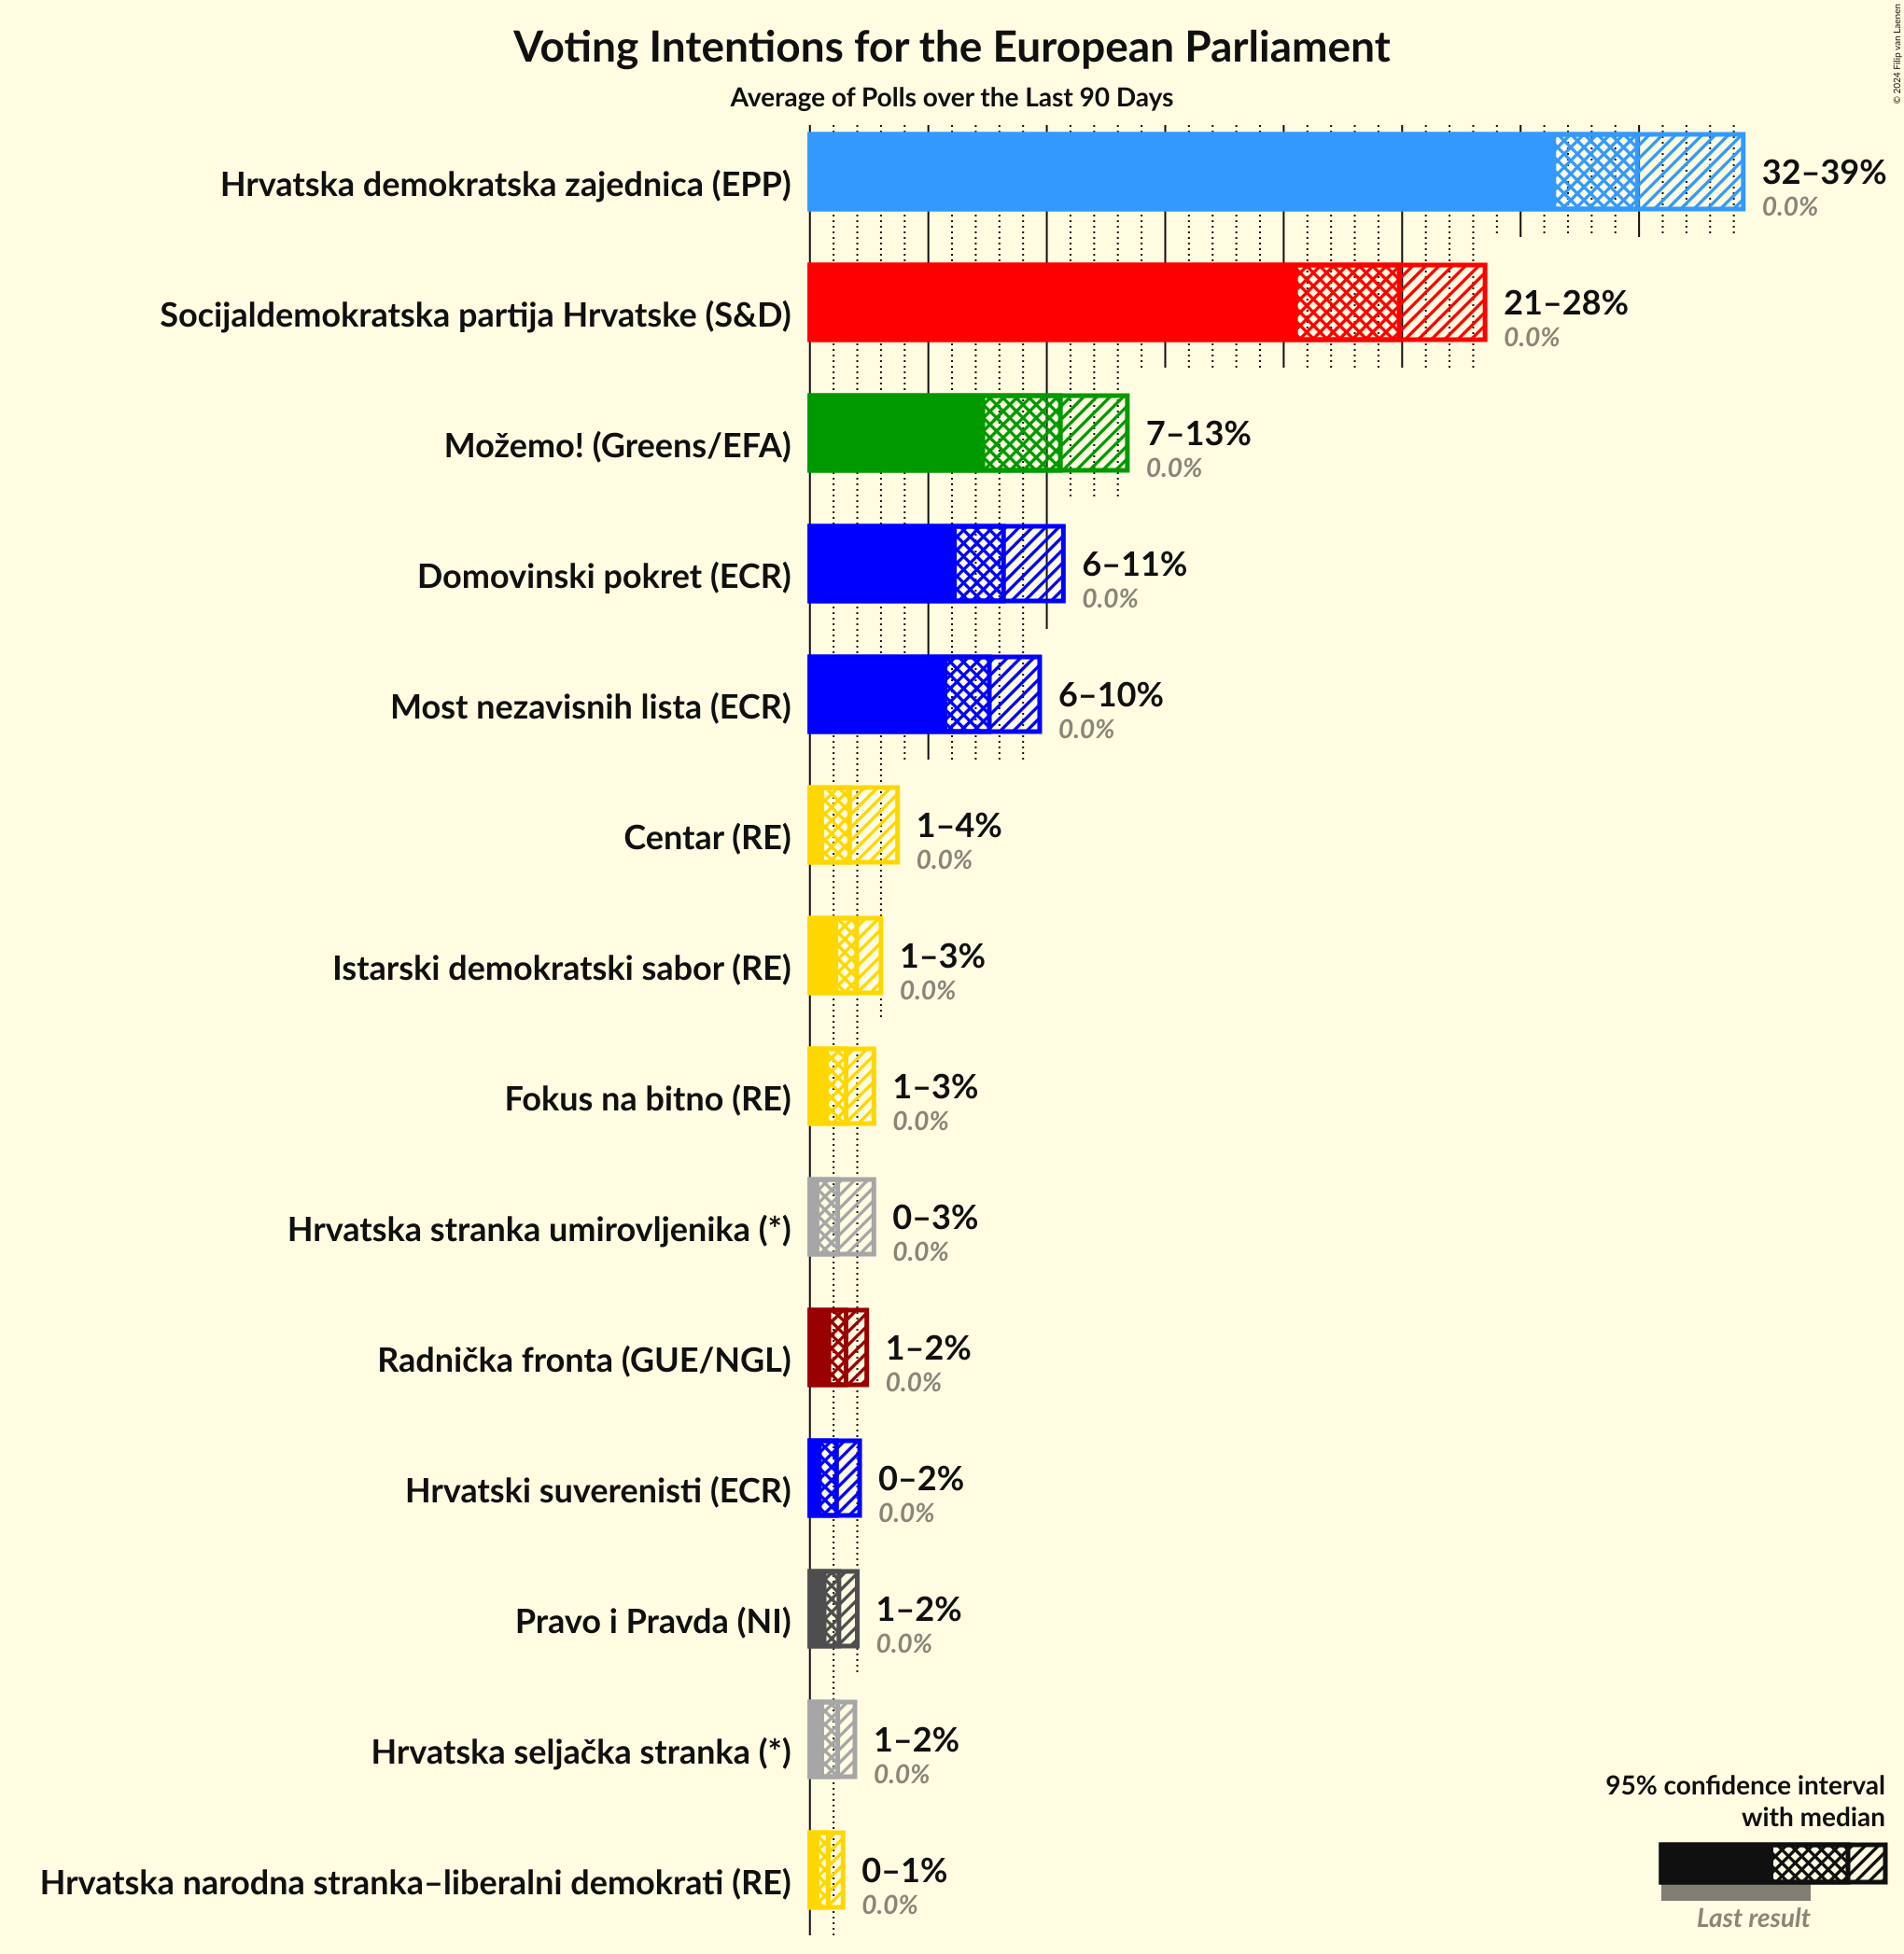 Voting Intentions for the European Parliament
Average of Polls over the Last 90 Days
© 2024 Filip van Laenen
Hrvatska demokratska zajednica (EPP)
32–39%
0.0%
Socijaldemokratska partija Hrvatske (S&D)
21–28%
0.0%
Možemo! (Greens/EFA)
7–13%
0.0%
Domovinski pokret (ECR)
6–11%
0.0%
Most nezavisnih lista (ECR)
6–10%
0.0%
Centar (RE)
1–4%
0.0%
Istarski demokratski sabor (RE)
1–3%
0.0%
Fokus na bitno (RE)
1–3%
0.0%
Hrvatska stranka umirovljenika (*)
0–3%
0.0%
Radnička fronta (GUE/NGL)
1–2%
0.0%
Hrvatski suverenisti (ECR)
0–2%
0.0%
Pravo i Pravda (NI)
1–2%
0.0%
Hrvatska seljačka stranka (*)
1–2%
0.0%
Hrvatska narodna stranka–liberalni demokrati (RE)
0–1%
0.0%
95% confidence interval
with median
Last result